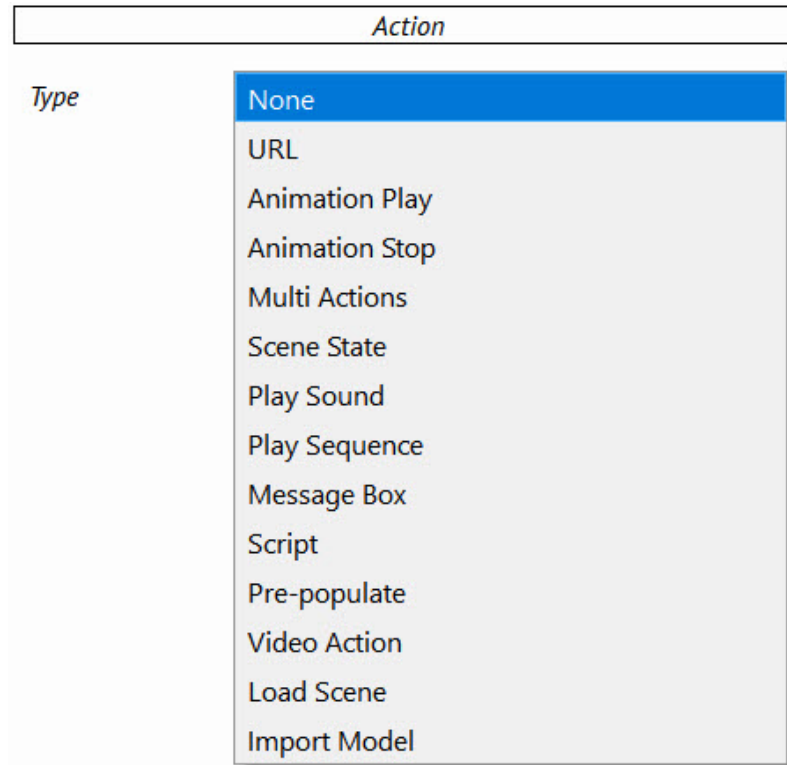 Action
Type
None
URL
Animation Play
Animation Stop
Multi Actions
Scene State
Play Sound
Play Sequence
Message Box
Script
Pre-populate
Video Action
Load Scene
Import Model